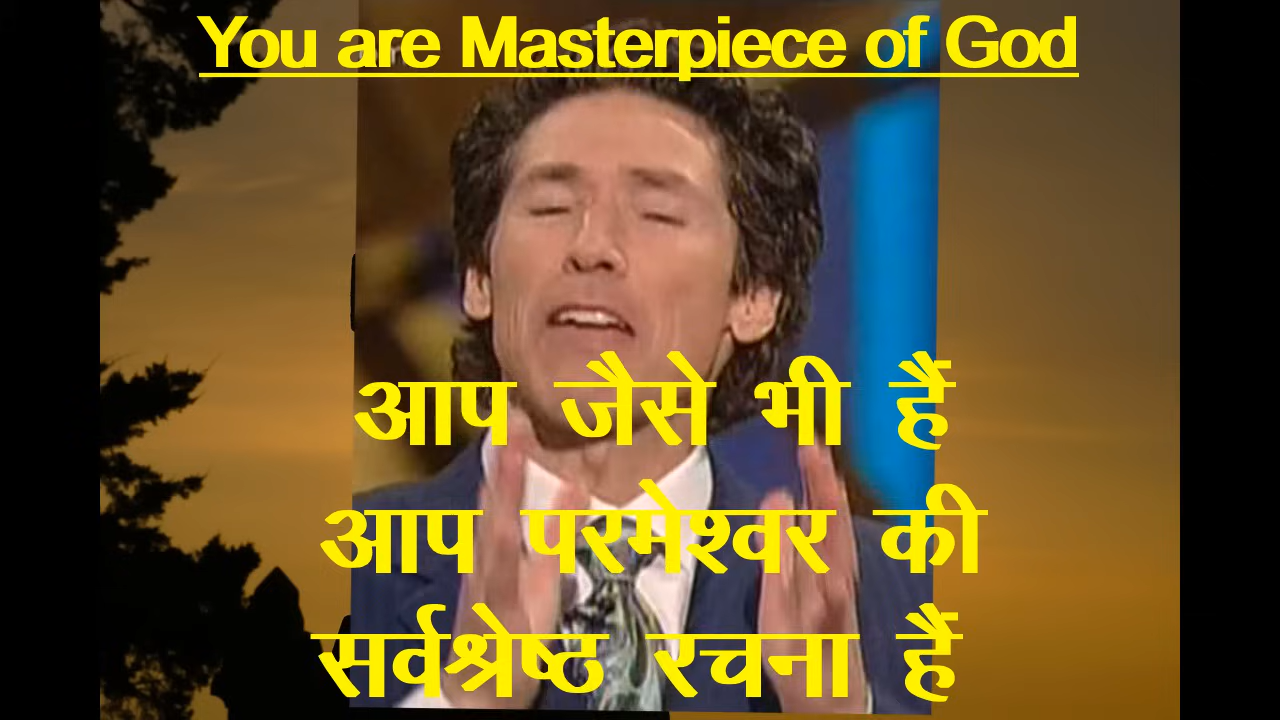 You are Masterpiece of God
आप जैसे भी हैं
आप परमेश्वर की
सर्वश्रेष्ठ रचना हैं